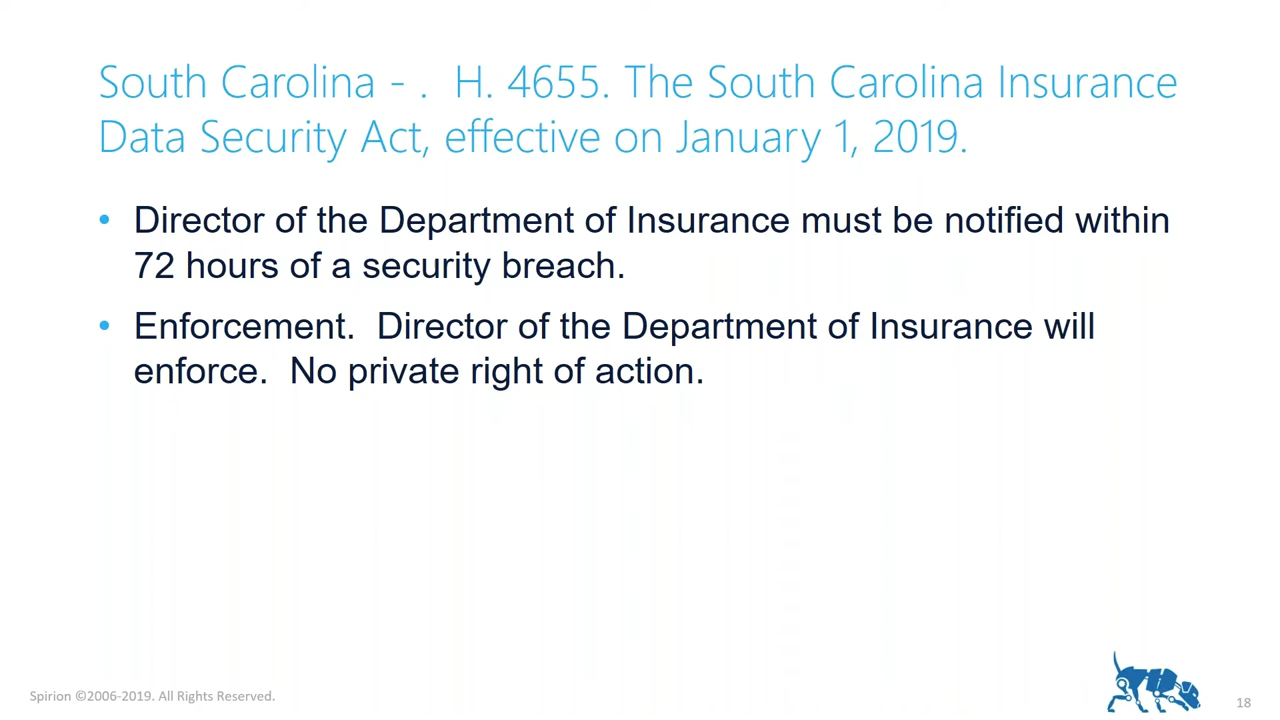 South Carolina - .  H. 4655. The South Carolina Insurance
Data Security Act, effective on January 1, 2019.
• Director of the Department of Insurance must be notified within
72 hours of a security breach.
• Enforcement.  Director of the Department of Insurance will
enforce.  No private right of action.
Spirion ©2006-2019. All Rights Reserved.
18